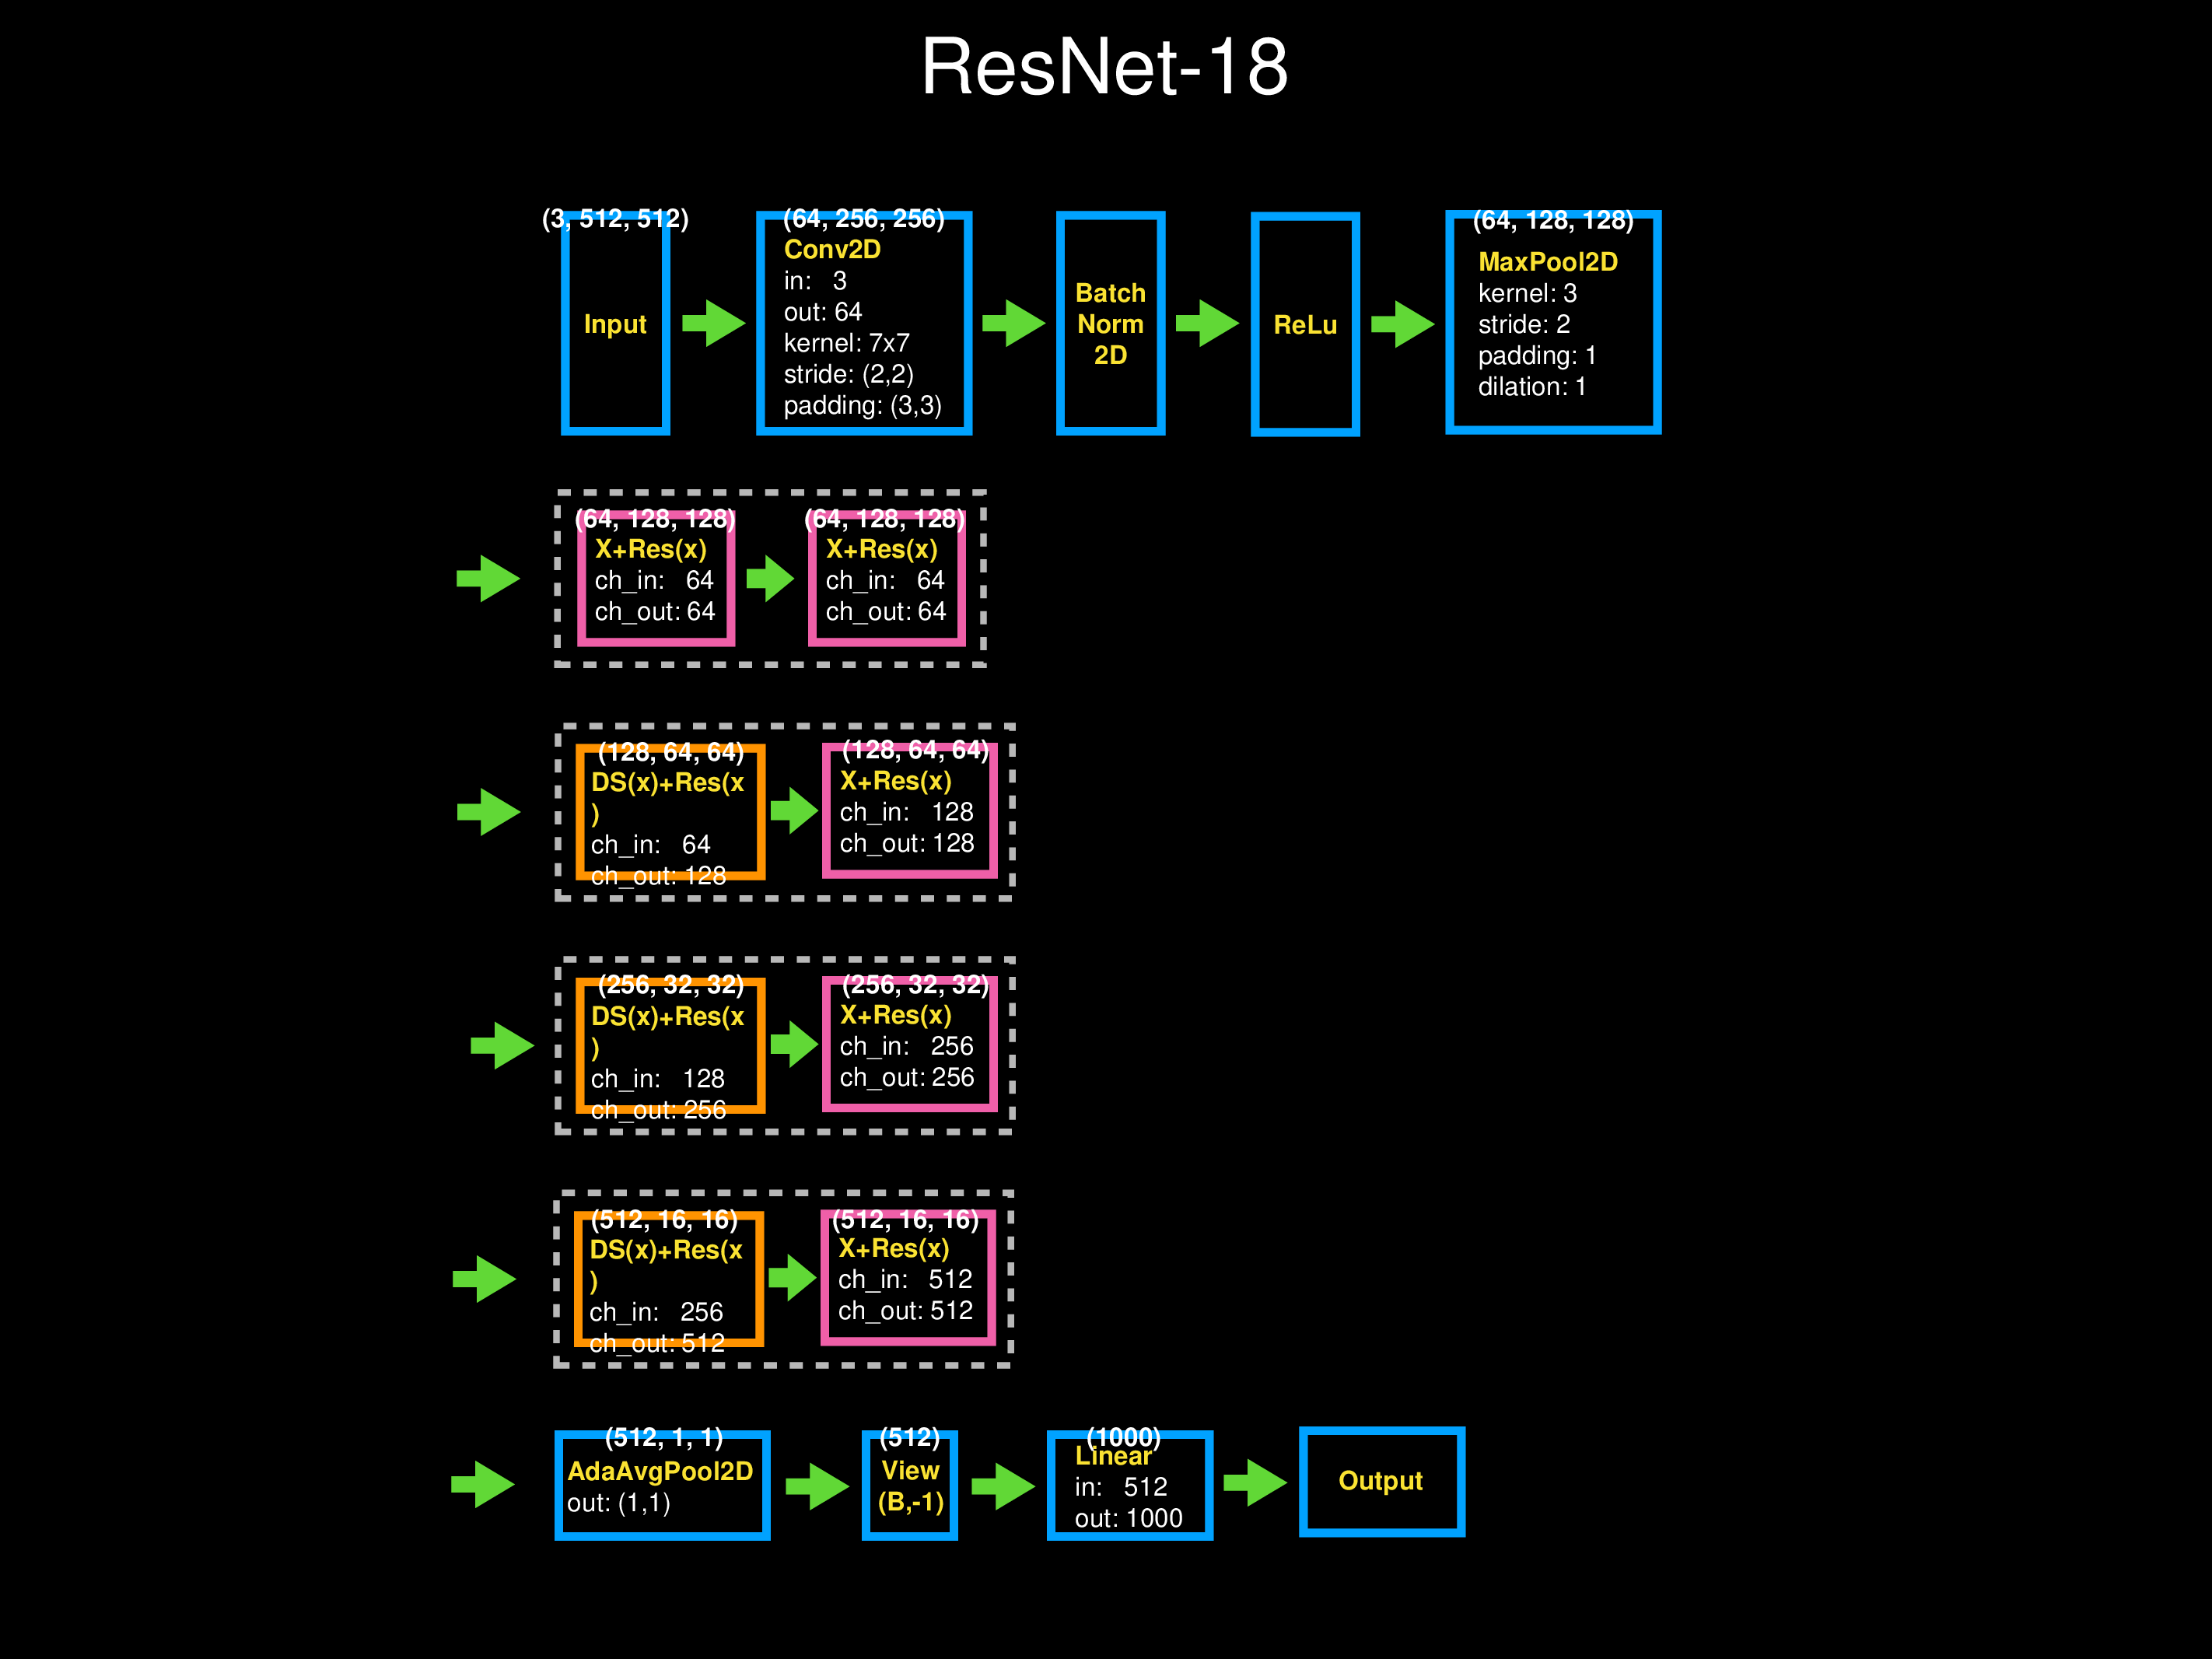 ResNet-18
(3, 512, 512)
Input
(64, 256, 256)
Conv2D
in: 3
out: 64
kernel: 7x7
stride: (2,2)
padding: (3,3)
Batch
Norm
2D
ReLu
(64, 128, 128)
MaxPool2D
kernel: 3
stride: 2
padding: 1
dilation: 1
(64, 128, 128)
X+Res(x)
ch_in: 64
ch_out: 64
(64, 128, 128)
X+Res(x)
ch_in: 64
ch_out: 64
(128, 64, 64)
DS(x)+Res(x
)
ch_in: 64
ch_out: 128
(128, 64, 64)
X+Res(x)
ch_in: 128
ch_out: 128
(256, 32, 32)
DS(x)+Res(x
)
ch_in: 128
ch_out: 256
(256, 32, 32)
X+Res(x)
ch_in: 256
ch_out: 256
(512, 16, 16)
DS(x)+Res(x
)
ch_in: 256
ch_out: 512
(512, 16, 16)
X+Res(x)
ch_in: 512
ch_out: 512
(512, 1, 1)
AdaAvgPool2D
out: (1,1)
(512)
View
(B,-1)
(1000)
Linear
in: 512
out: 1000
Output